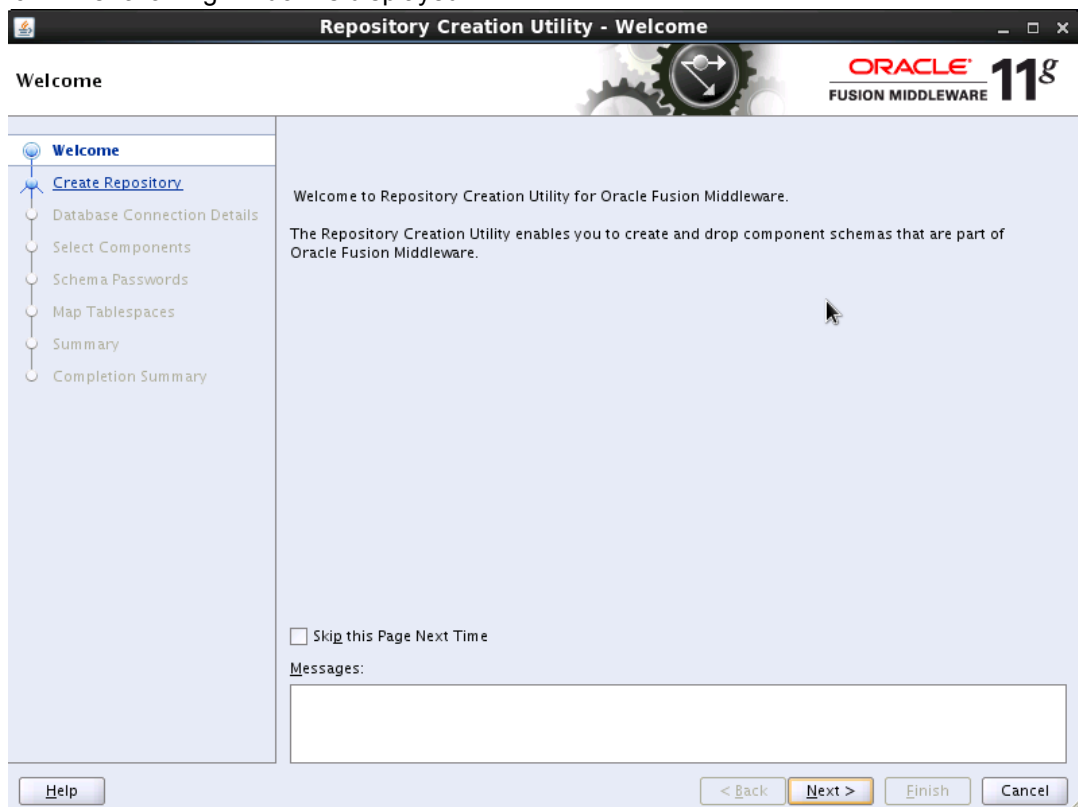 Repository Creation Utility - Welcome
Welcome
ORACLE
FUSION MIDDLEWARE
11g
Welcome
Create Repository
Database Connection Details
Select Components
Schema Passwords
Map Tablespaces
Summary
Completion Summary
Welcome to Repository Creation Utility for Oracle Fusion Middleware.
The Repository Creation Utility enables you to create and drop component schemas that are part of
Oracle Fusion Middleware.
Skip this Page Next Time
Messages:
Help
< Back
Next >
Finish
Cancel